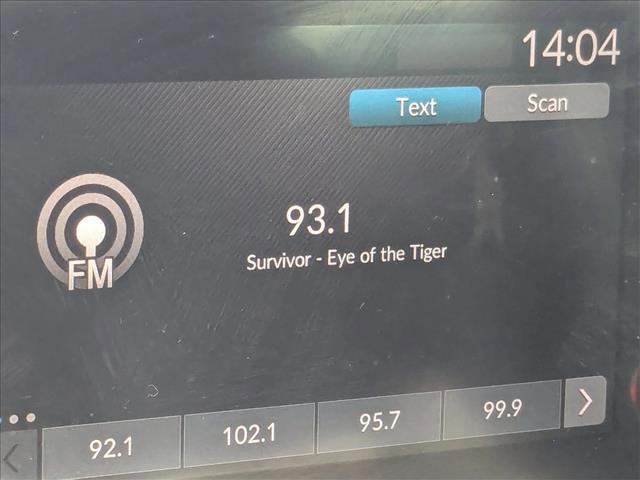 14:04
Text Scan
FM
93.1
Survivor - Eye of the Tiger
92.1 102.1 95.7 99.9